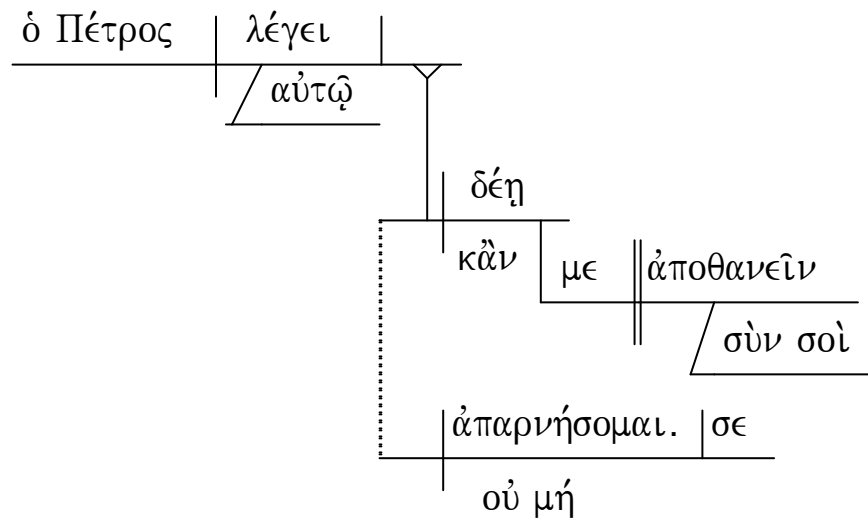 ὁ Πέτρος λέγει
αὐτῷ
δέῃ
κἂν με ἀποθανεῖν
σὺν σοὶ
ἀπαρνήσομαι. σε
οὐ μή